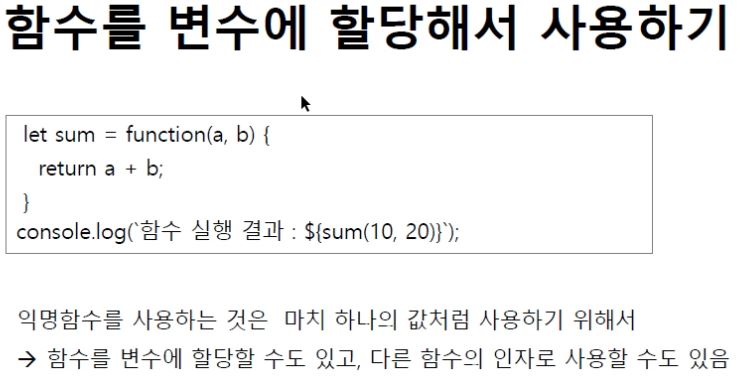 함수를 변수에 할당해서 사용하기
let sum = function(a, b) {
return a + b;
}
console.log(`함수 실행 결과 : ${sum(10, 20)}`);
익명함수를 사용하는 것은 마치 하나의 값처럼 사용하기 위해서
→ 함수를 변수에 할당할 수도 있고, 다른 함수의 인자로 사용할 수도 있음